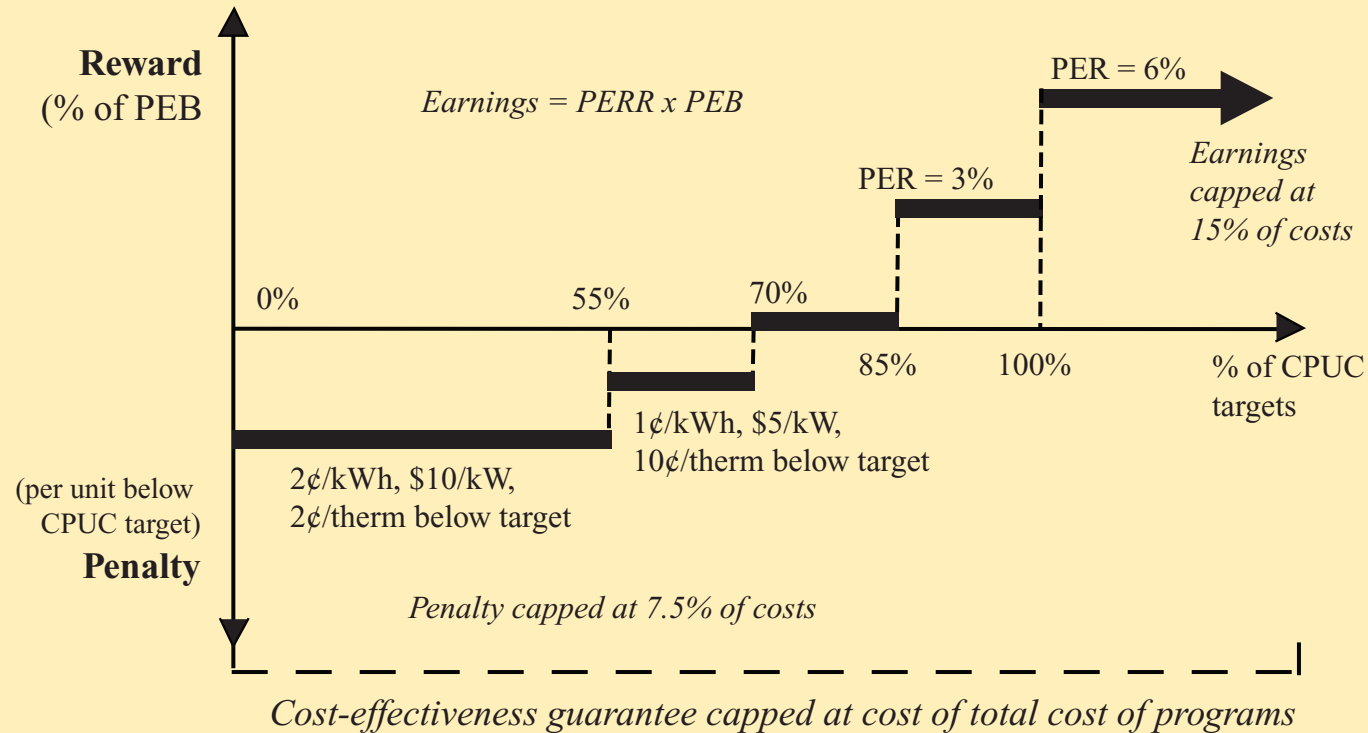 Reward
(% of PEB
Earnings = PERR x PEB
PER = 6%
Earnings
capped at
15% of costs
PER = 3%
0%
55%
70%
85%
100%
% of CPUC
targets
1¢/kWh, $5/kW,
10¢/therm below target
2¢/kWh, $10/kW,
2¢/therm below target
(per unit below
CPUC target)
Penalty
Penalty capped at 7.5% of costs
Cost-effectiveness guarantee capped at cost of total cost of programs